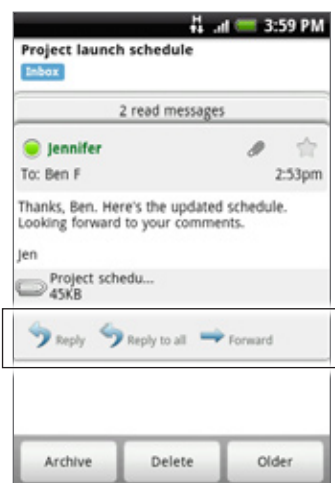 3:59 PM
Project launch schedule
Inbox
2 read messages
Jennifer
To: Ben F 2:53pm
Thanks, Ben. Here's the updated schedule.
Looking forward to your comments.
Jen
Project schedu...
45KB
Reply Reply to all Forward
Archive Delete Older